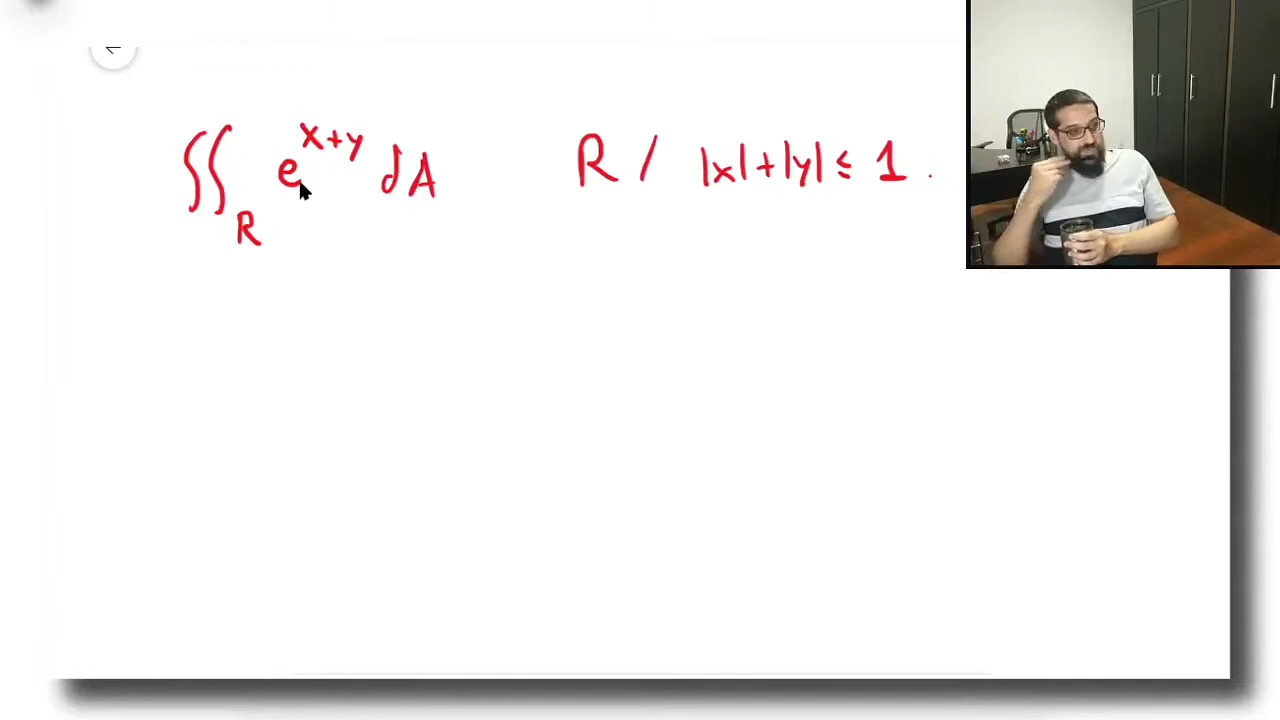 ∬_R e^{x+y} dA R / |x|+|y| ≤ 1.